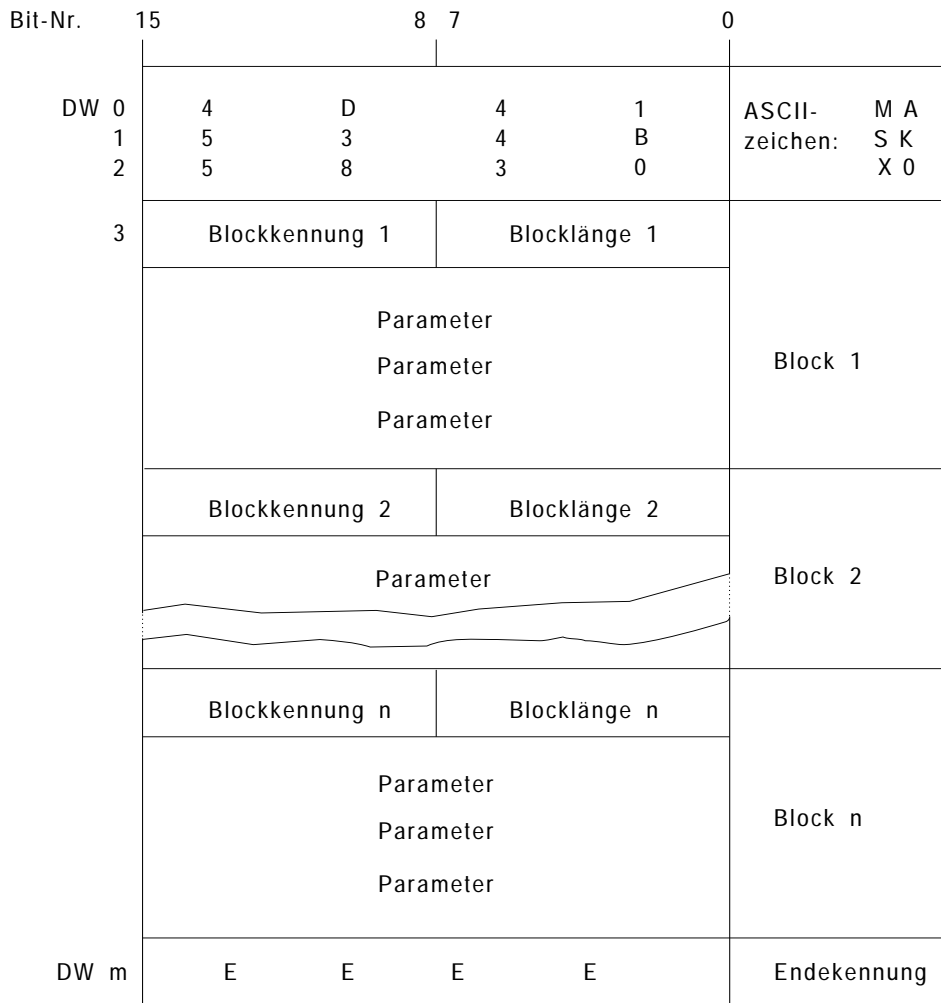 Bit-Nr. 15 8 7 0
DW 0 4 D 4 1 ASCII- M A
1 5 3 4 B zeichen: S K
2 5 8 3 0 X 0
3 Blockkennung 1 Blocklänge 1
Parameter
Parameter
Block 1
Parameter
Blockkennung 2 Blocklänge 2
Parameter Block 2
Blockkennung n Blocklänge n
Parameter
Block n
Parameter
Parameter
DW m E E E E Endekennung